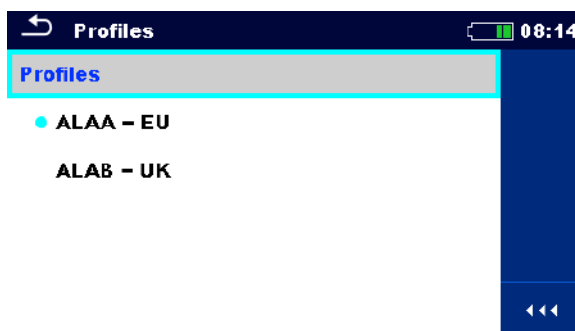 Profiles 08:14
Profiles
ALAA – EU
ALAB – UK